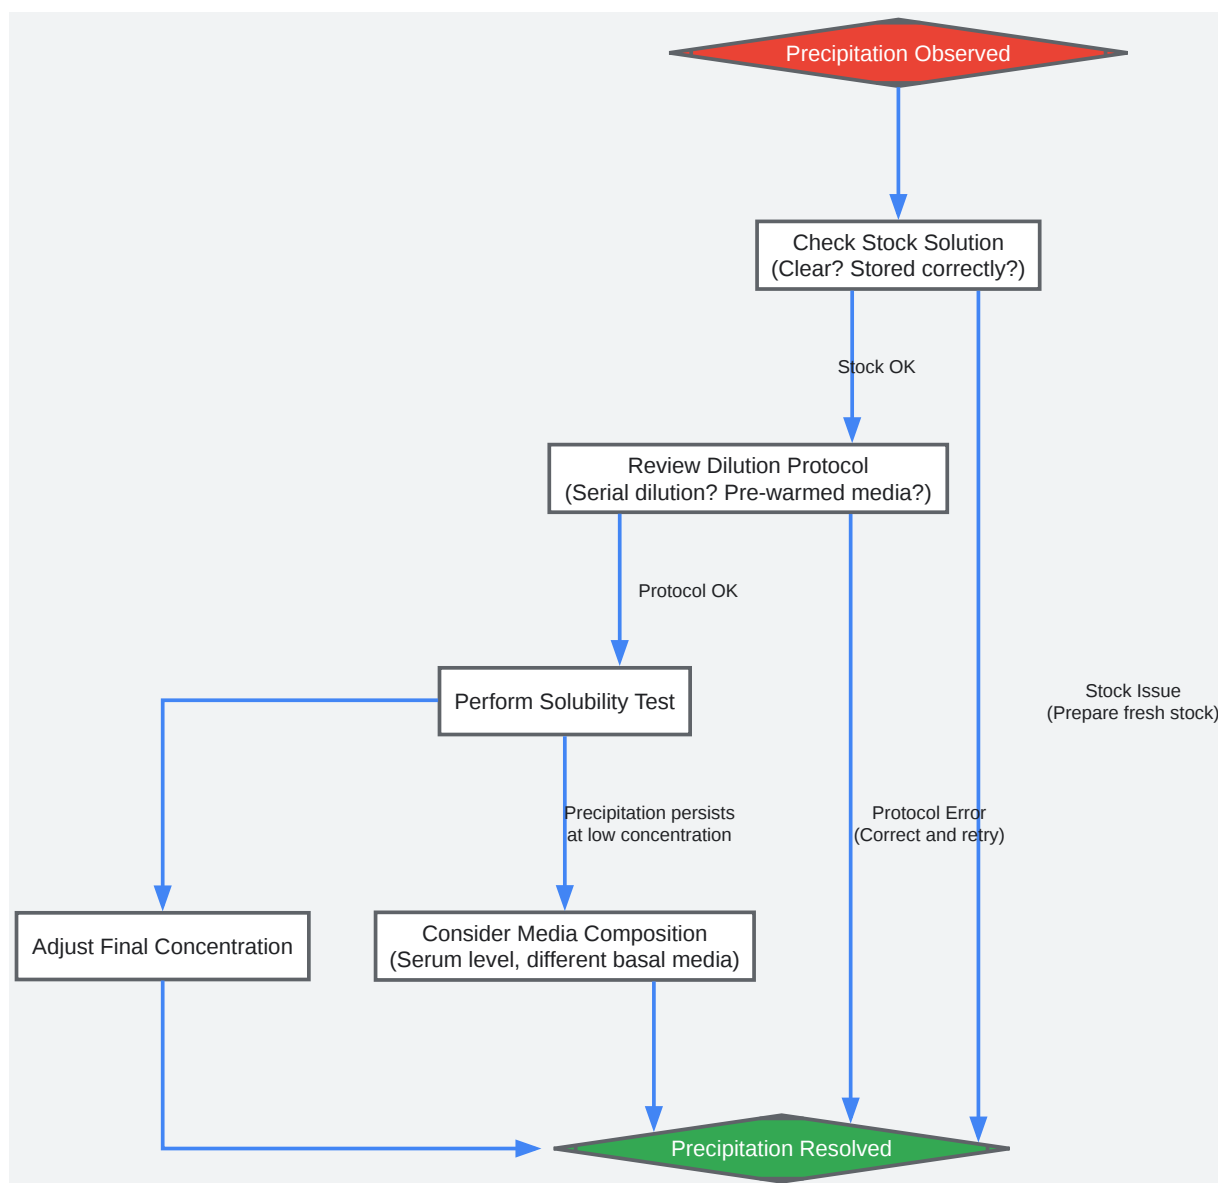 Precipitation Observed
Check Stock Solution
(Clear? Stored correctly?)
Stock OK
Review Dilution Protocol
(Serial dilution? Pre-warmed media?)
Protocol OK
Perform Solubility Test
Stock Issue
(Prepare fresh stock)
Precipitation persists
at low concentration
Protocol Error
(Correct and retry)
Adjust Final Concentration
Consider Media Composition
(Serum level, different basal media)
Precipitation Resolved